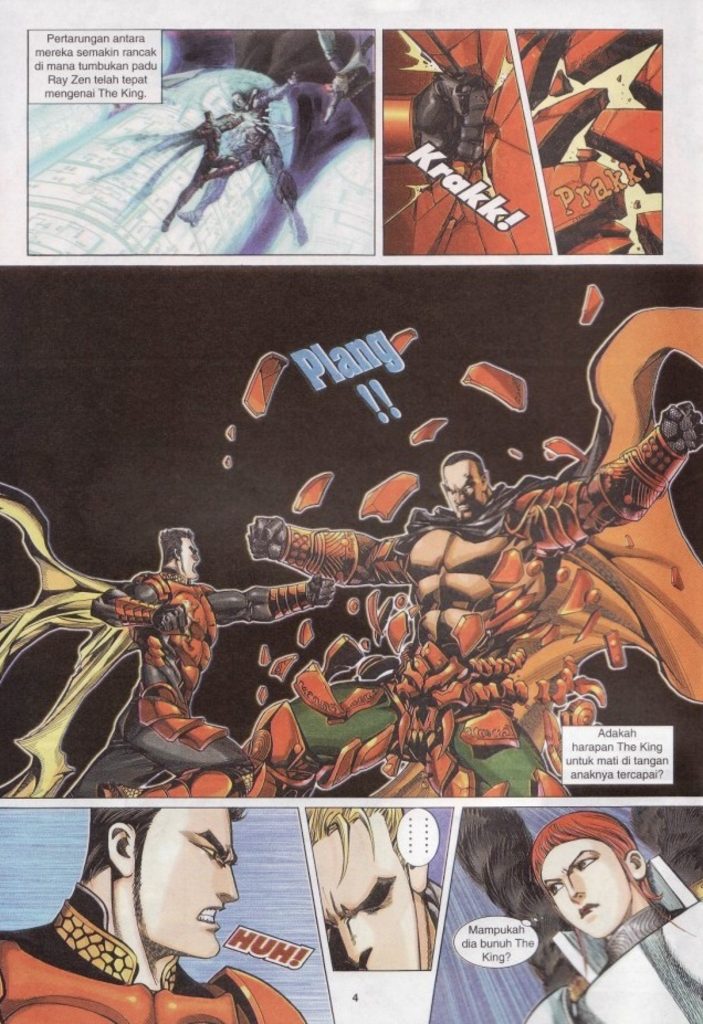 Pertarungan antara
mereka semakin rancak
di mana tumbukan padu
Ray Zen telah tepat
mengenai The King.
Krakk!
Prakk!
Plang
!!
Adakah
harapan The King
untuk mati di tangan
anaknya tercapai?
HUH!
Mampukah
dia bunuh The
King?
4